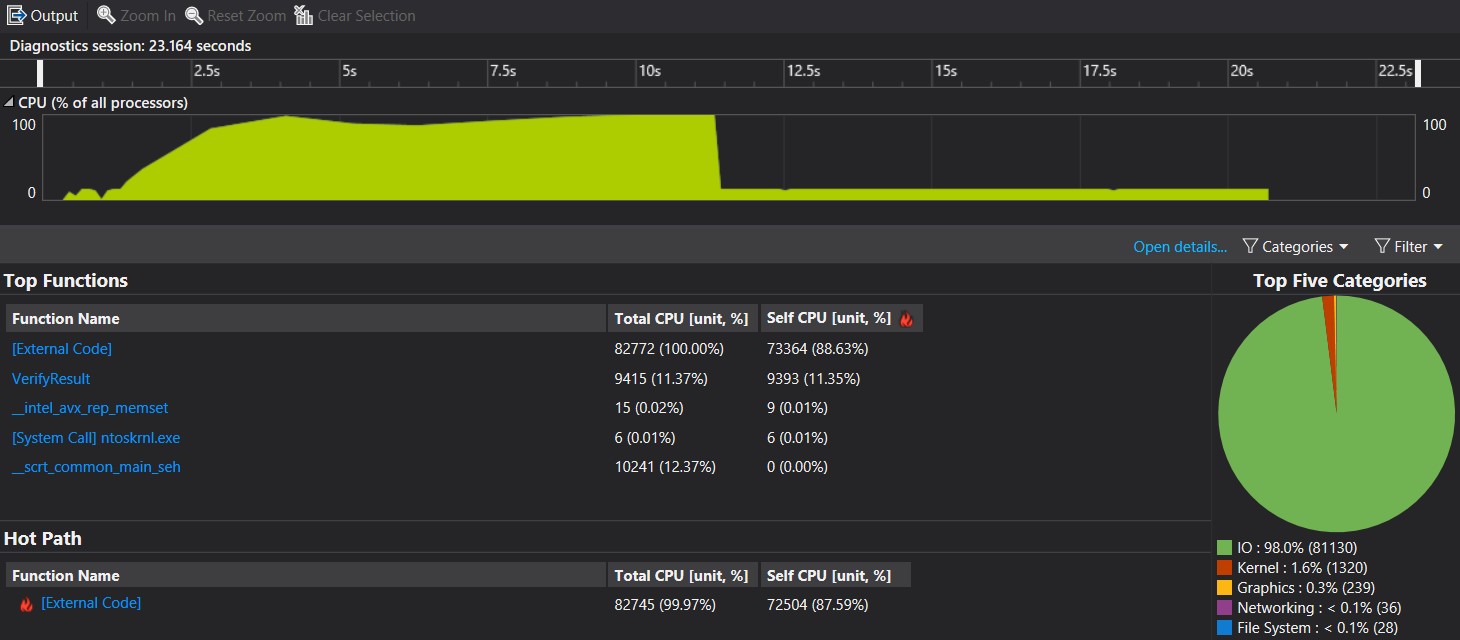 Output Zoom In Reset Zoom Clear Selection
Diagnostics session: 23.164 seconds
2.5s 5s 7.5s 10s 12.5s 15s 17.5s 20s 22.5s
CPU (% of all processors)
100 100
0 0
Open details... Categories Filter
Top Functions
Function Name Total CPU [unit, %] Self CPU [unit, %]
[External Code] 82772 (100.00%) 73364 (88.63%)
VerifyResult 9415 (11.37%) 9393 (11.35%)
__intel_avx_rep_memset 15 (0.02%) 9 (0.01%)
[System Call] ntoskrnl.exe 6 (0.01%) 6 (0.01%)
__scrt_common_main_seh 10241 (12.37%) 0 (0.00%)
Hot Path
Function Name Total CPU [unit, %] Self CPU [unit, %]
[External Code] 82745 (99.97%) 72504 (87.59%)
Top Five Categories
IO : 98.0% (81130)
Kernel : 1.6% (1320)
Graphics : 0.3% (239)
Networking : < 0.1% (36)
File System : < 0.1% (28)